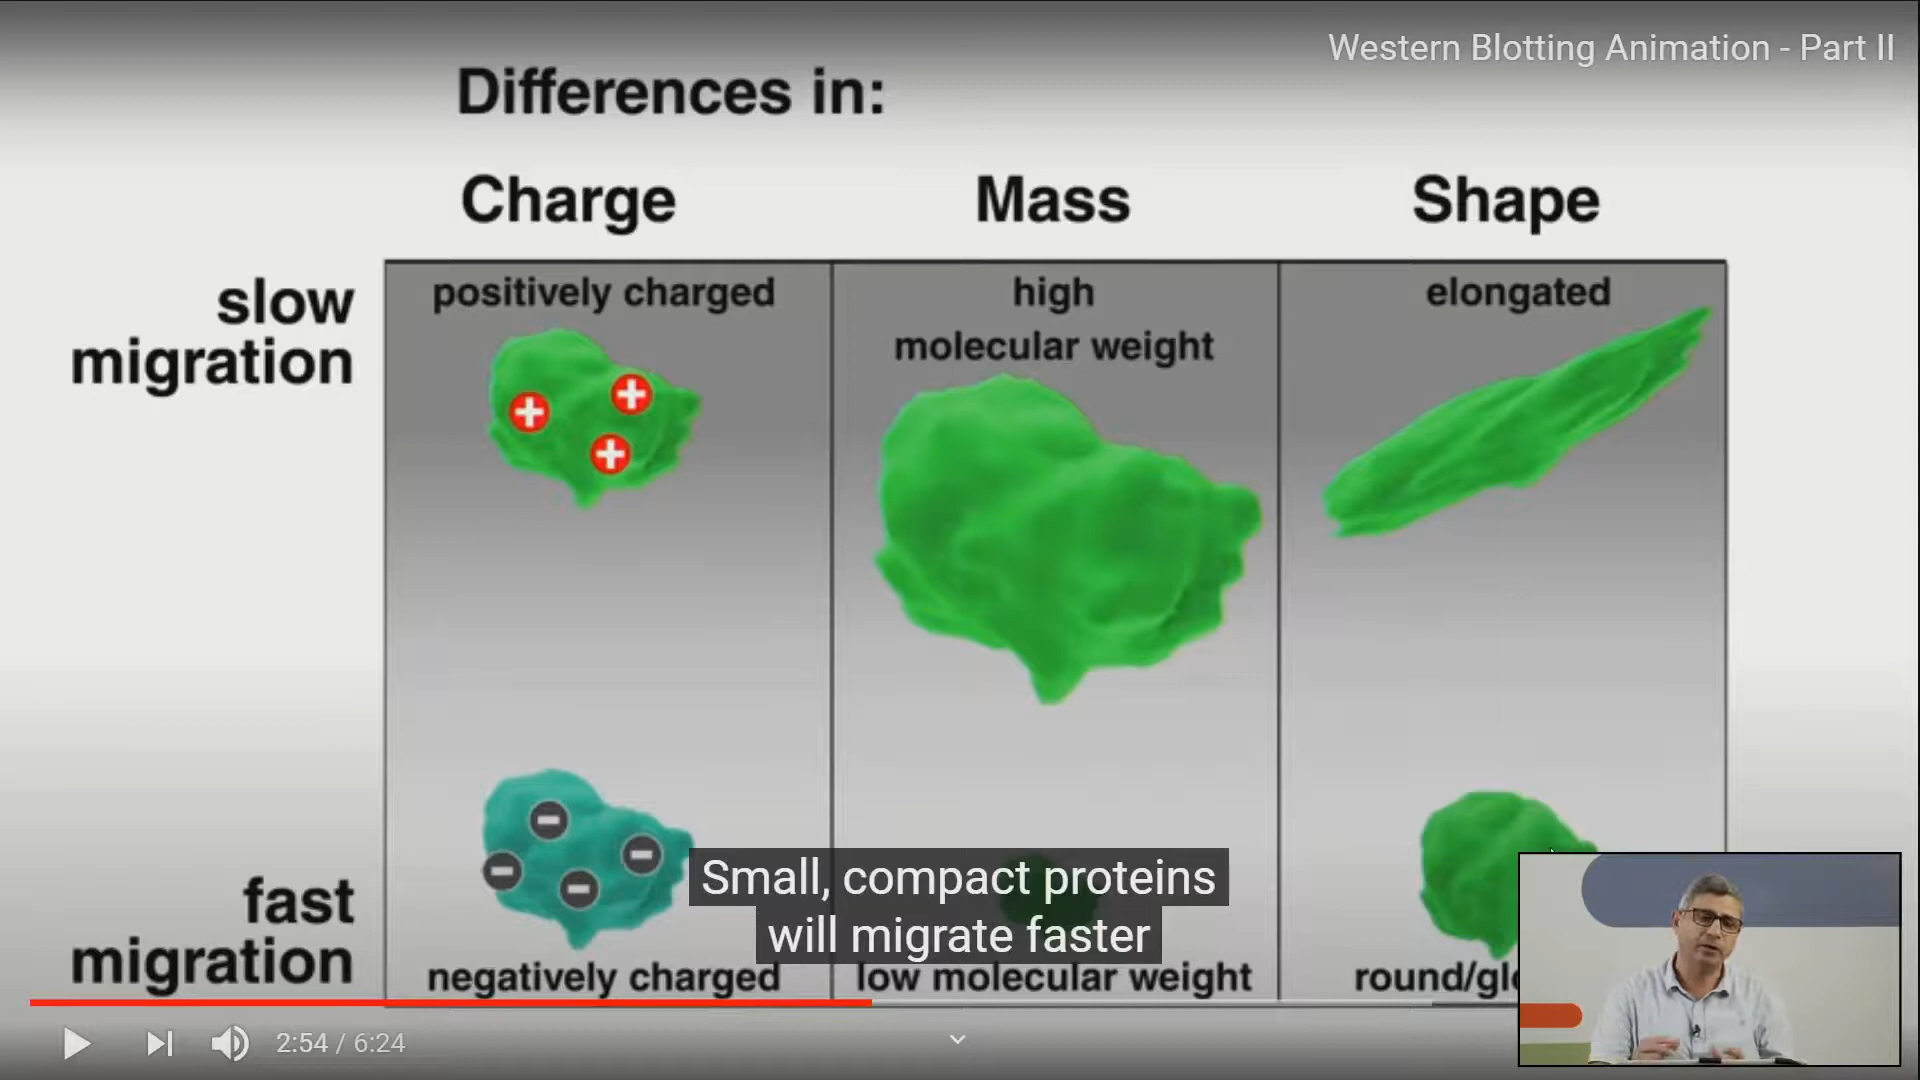 Western Blotting Animation - Part II
Differences in:
Charge
Mass
Shape
slow
migration
positively charged
high
molecular weight
elongated
fast
migration
negatively charged
Small, compact proteins
will migrate faster
low molecular weight
2:54 / 6:24